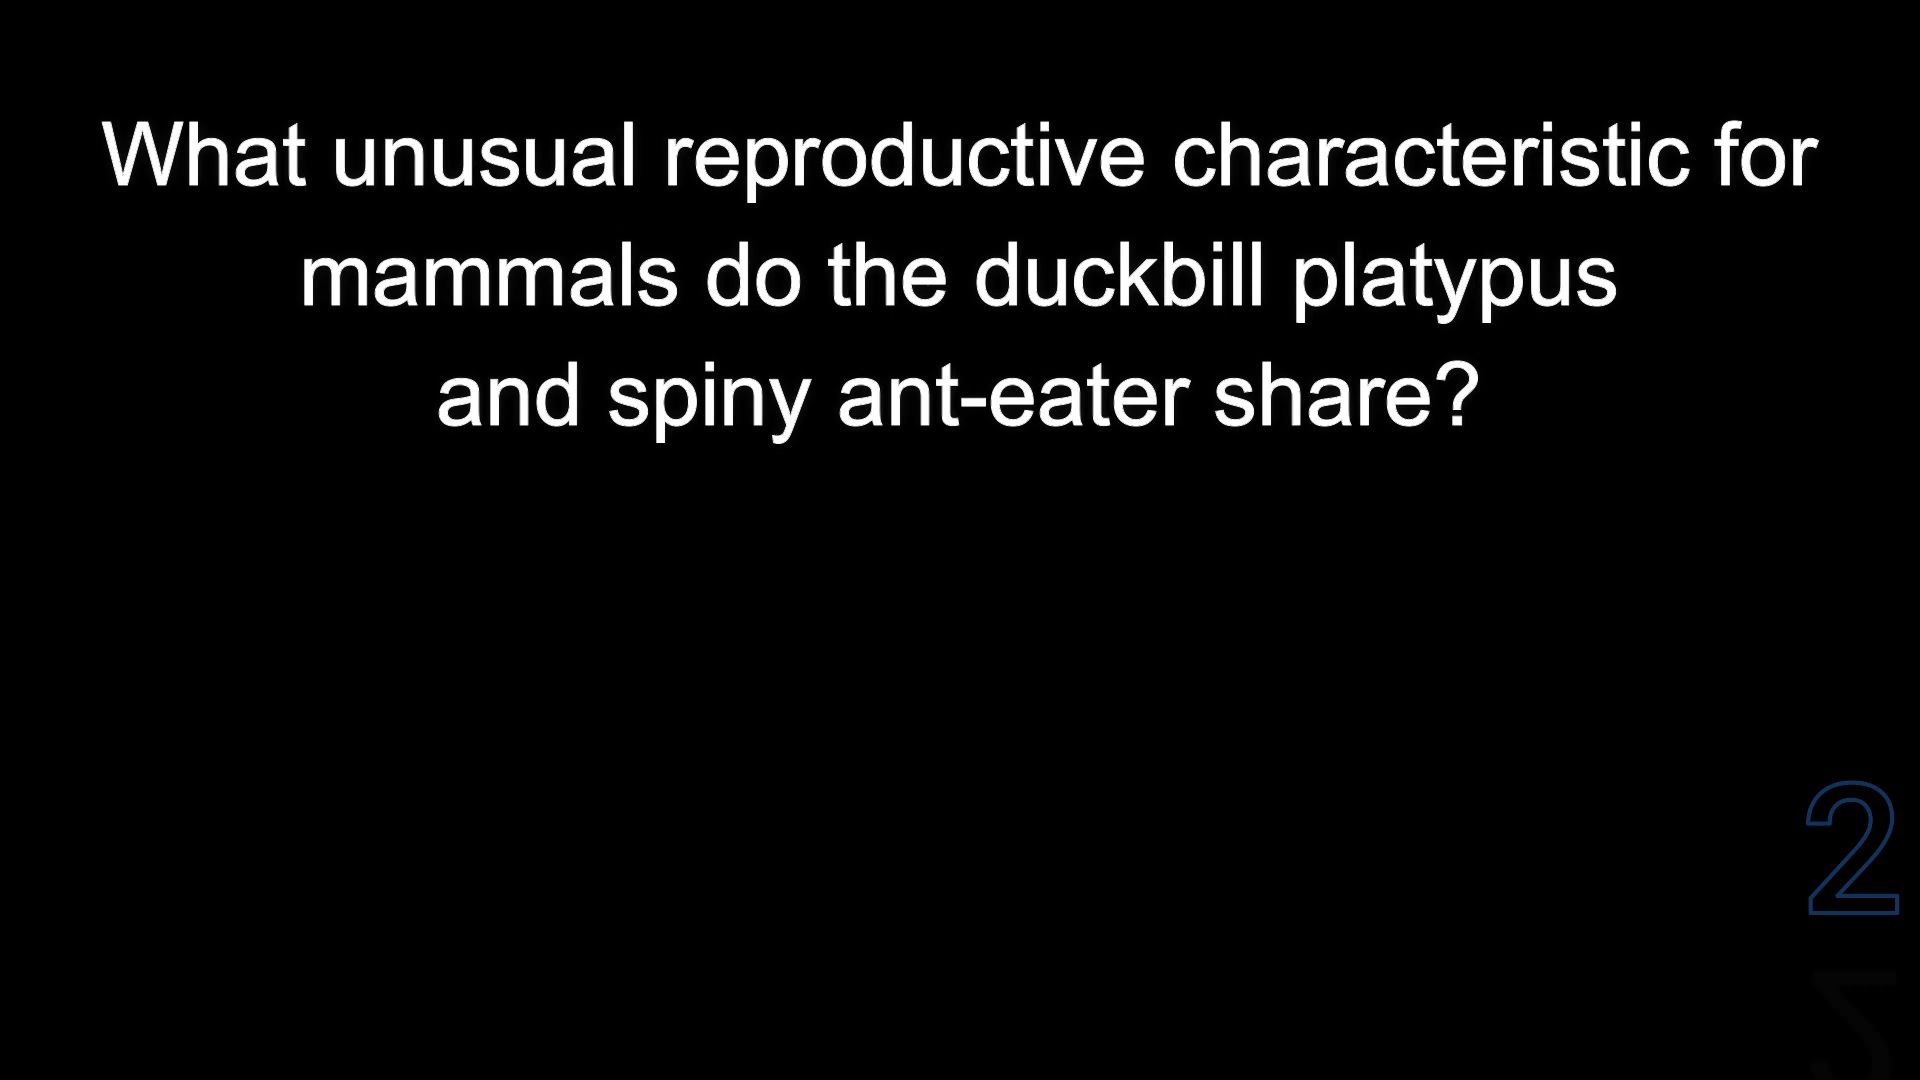 What unusual reproductive characteristic for
mammals do the duckbill platypus
and spiny ant-eater share?
2